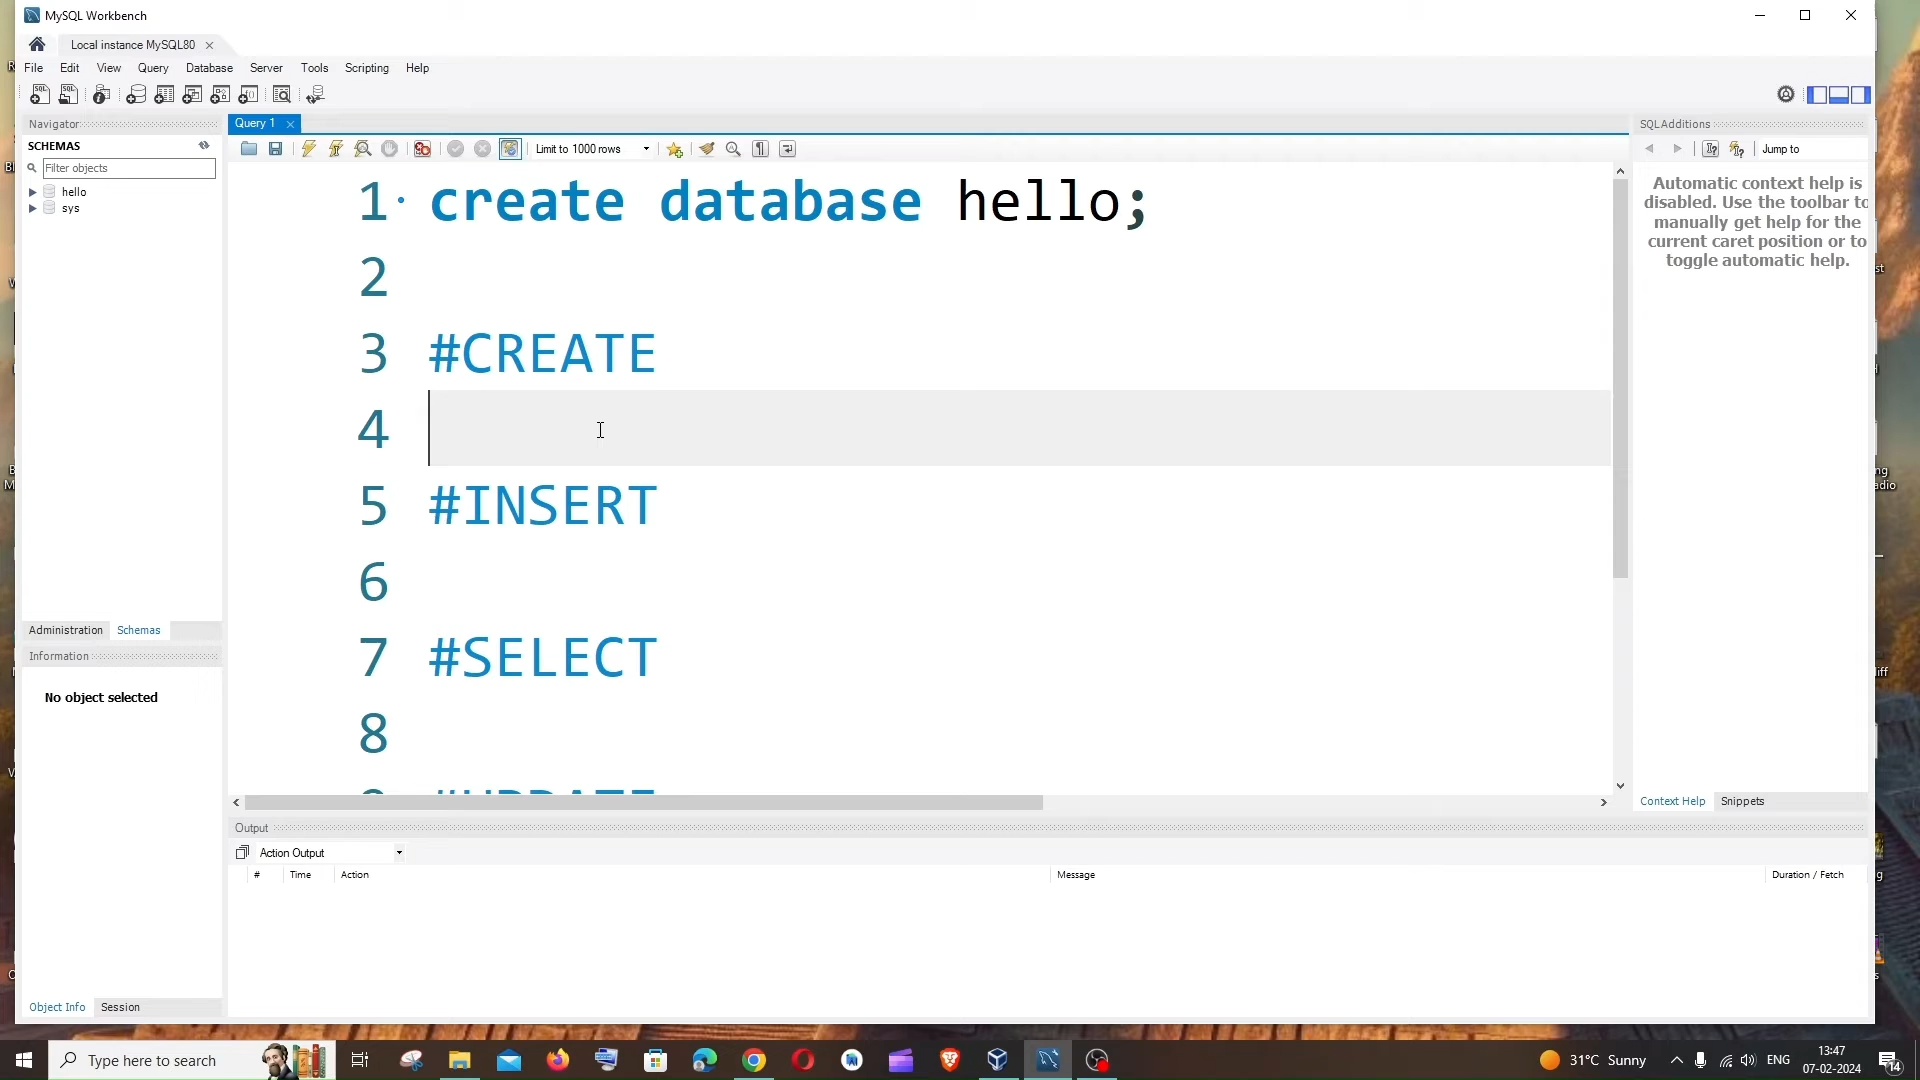 MySQL Workbench
Local instance MySQL80
File Edit View Query Database Server Tools Scripting Help
Navigator
SCHEMAS
Filter objects
hello
sys
Administration Schemas
Information
No object selected
Object Info Session
Query 1
Limit to 1000 rows
1 create database hello;
2
3 #CREATE
4
5 #INSERT
6
7 #SELECT
8
9 #UPDATE
Output
Action Output
# Time Action Message Duration / Fetch
SQLAdditions
Jump to
Automatic context help is
disabled. Use the toolbar to
manually get help for the
current caret position or to
toggle automatic help.
Context Help Snippets
Type here to search
31°C Sunny
ENG
13:47
07-02-2024
14